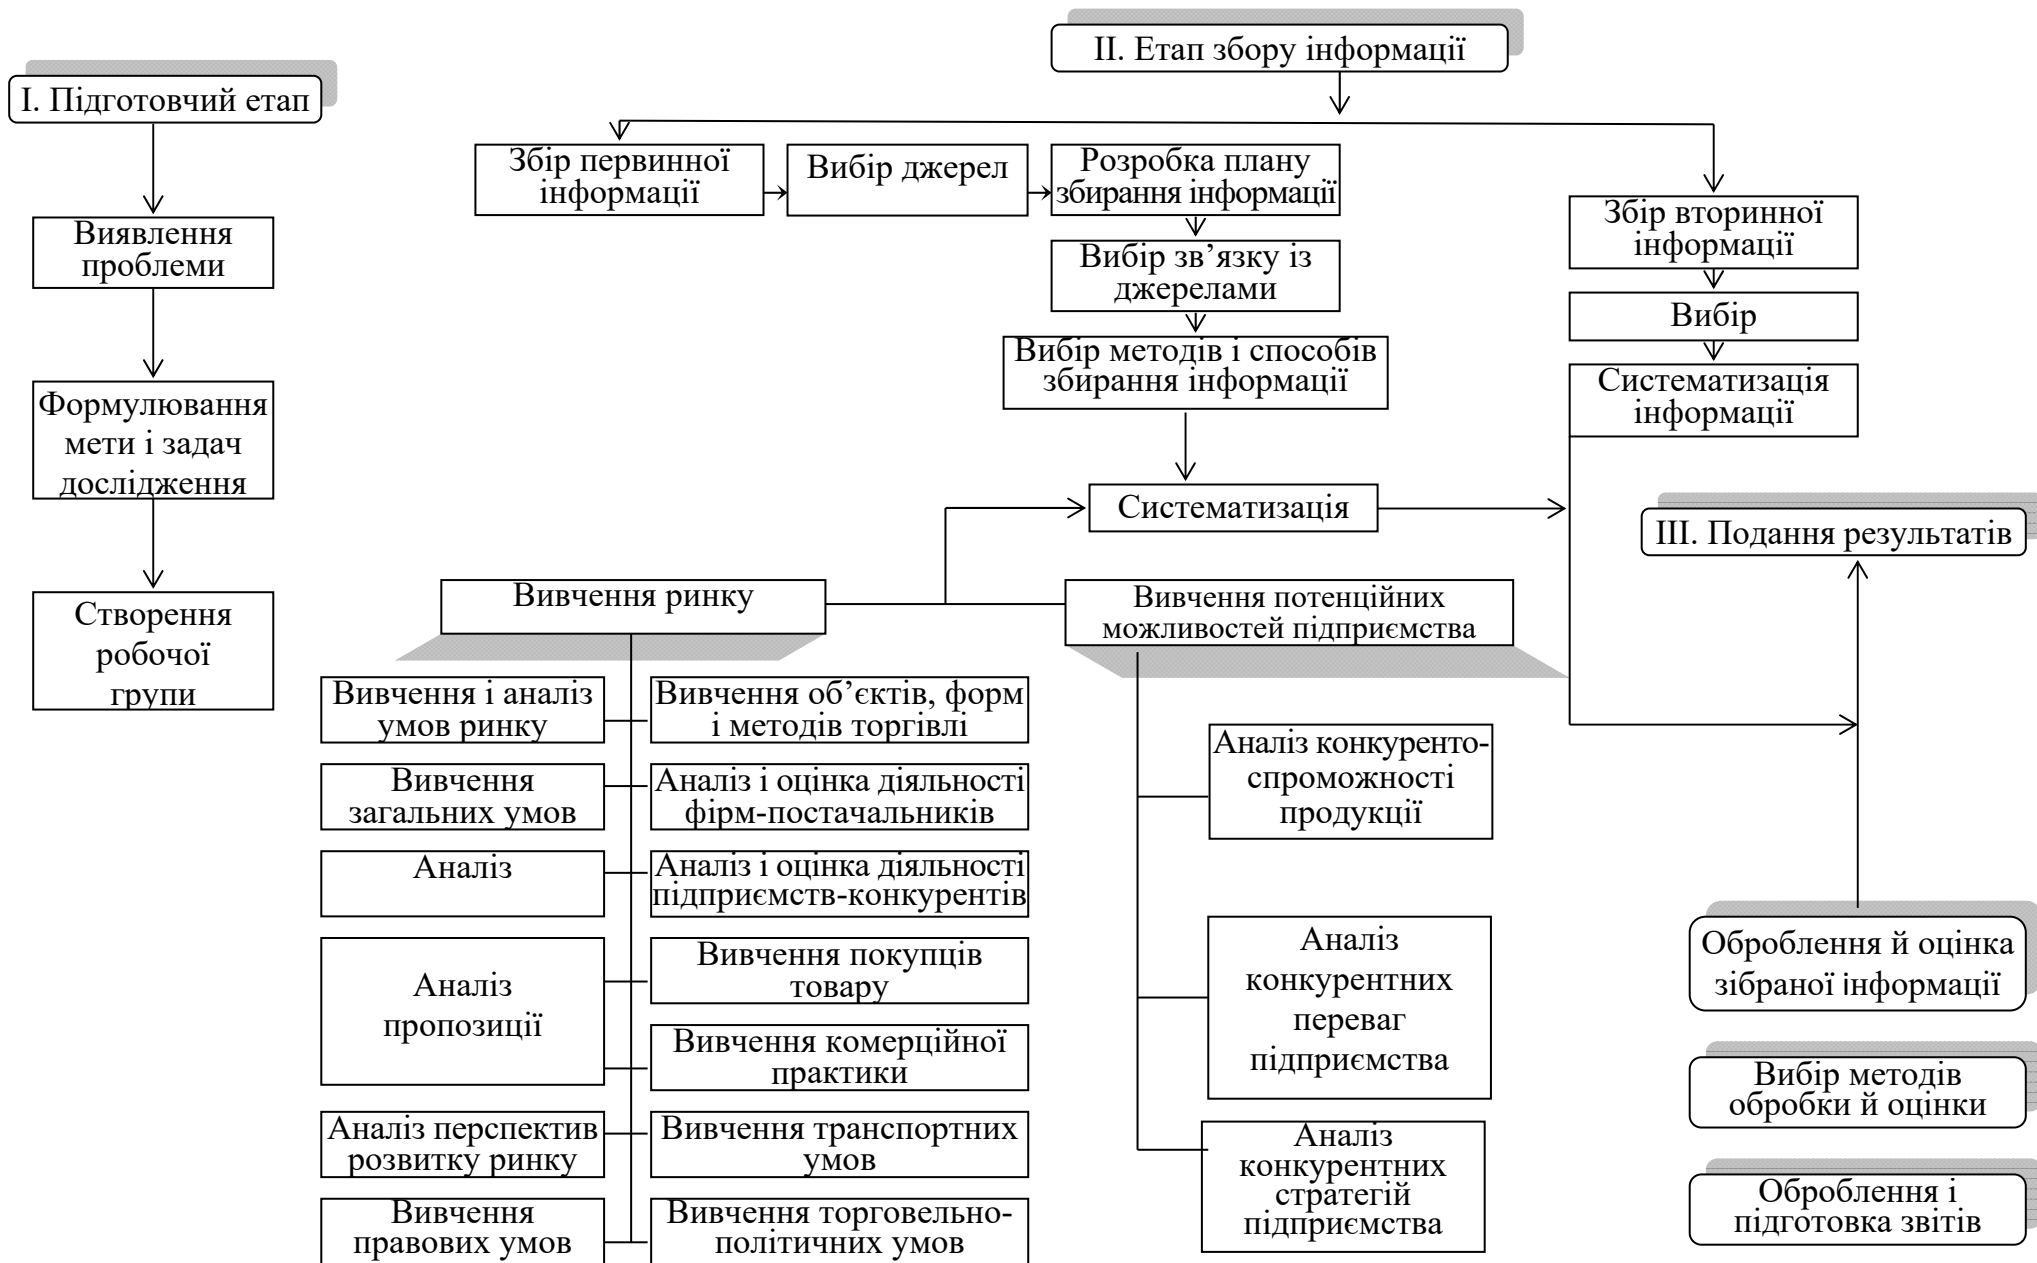 I. Підготовчий етап
Виявлення
проблеми
Формулювання
мети і задач
дослідження
Створення
робочої
групи
II. Етап збору інформації
Збір первинної
інформації
Вибір джерел
Розробка плану
збирання інформації
Вибір зв’язку із
джерелами
Вибір методів і способів
збирання інформації
Систематизація
Збір вторинної
інформації
Вибір
Систематизація
інформації
Вивчення ринку
Вивчення і аналіз
умов ринку
Вивчення
загальних умов
Аналіз
Аналіз
пропозиції
Аналіз перспектив
розвитку ринку
Вивчення
правових умов
Вивчення об’єктів, форм
і методів торгівлі
Аналіз і оцінка діяльності
фірм-постачальників
Аналіз і оцінка діяльності
підприємств-конкурентів
Вивчення покупців
товару
Вивчення комерційної
практики
Вивчення транспортних
умов
Вивчення торговельно-
політичних умов
Вивчення потенційних
можливостей підприємства
Аналіз конкуренто-
спроможності
продукції
Аналіз
конкурентних
переваг
підприємства
Аналіз
конкурентних
стратегій
підприємства
III. Подання результатів
Оброблення й оцінка
зібраної інформації
Вибір методів
обробки й оцінки
Оброблення і
підготовка звітів